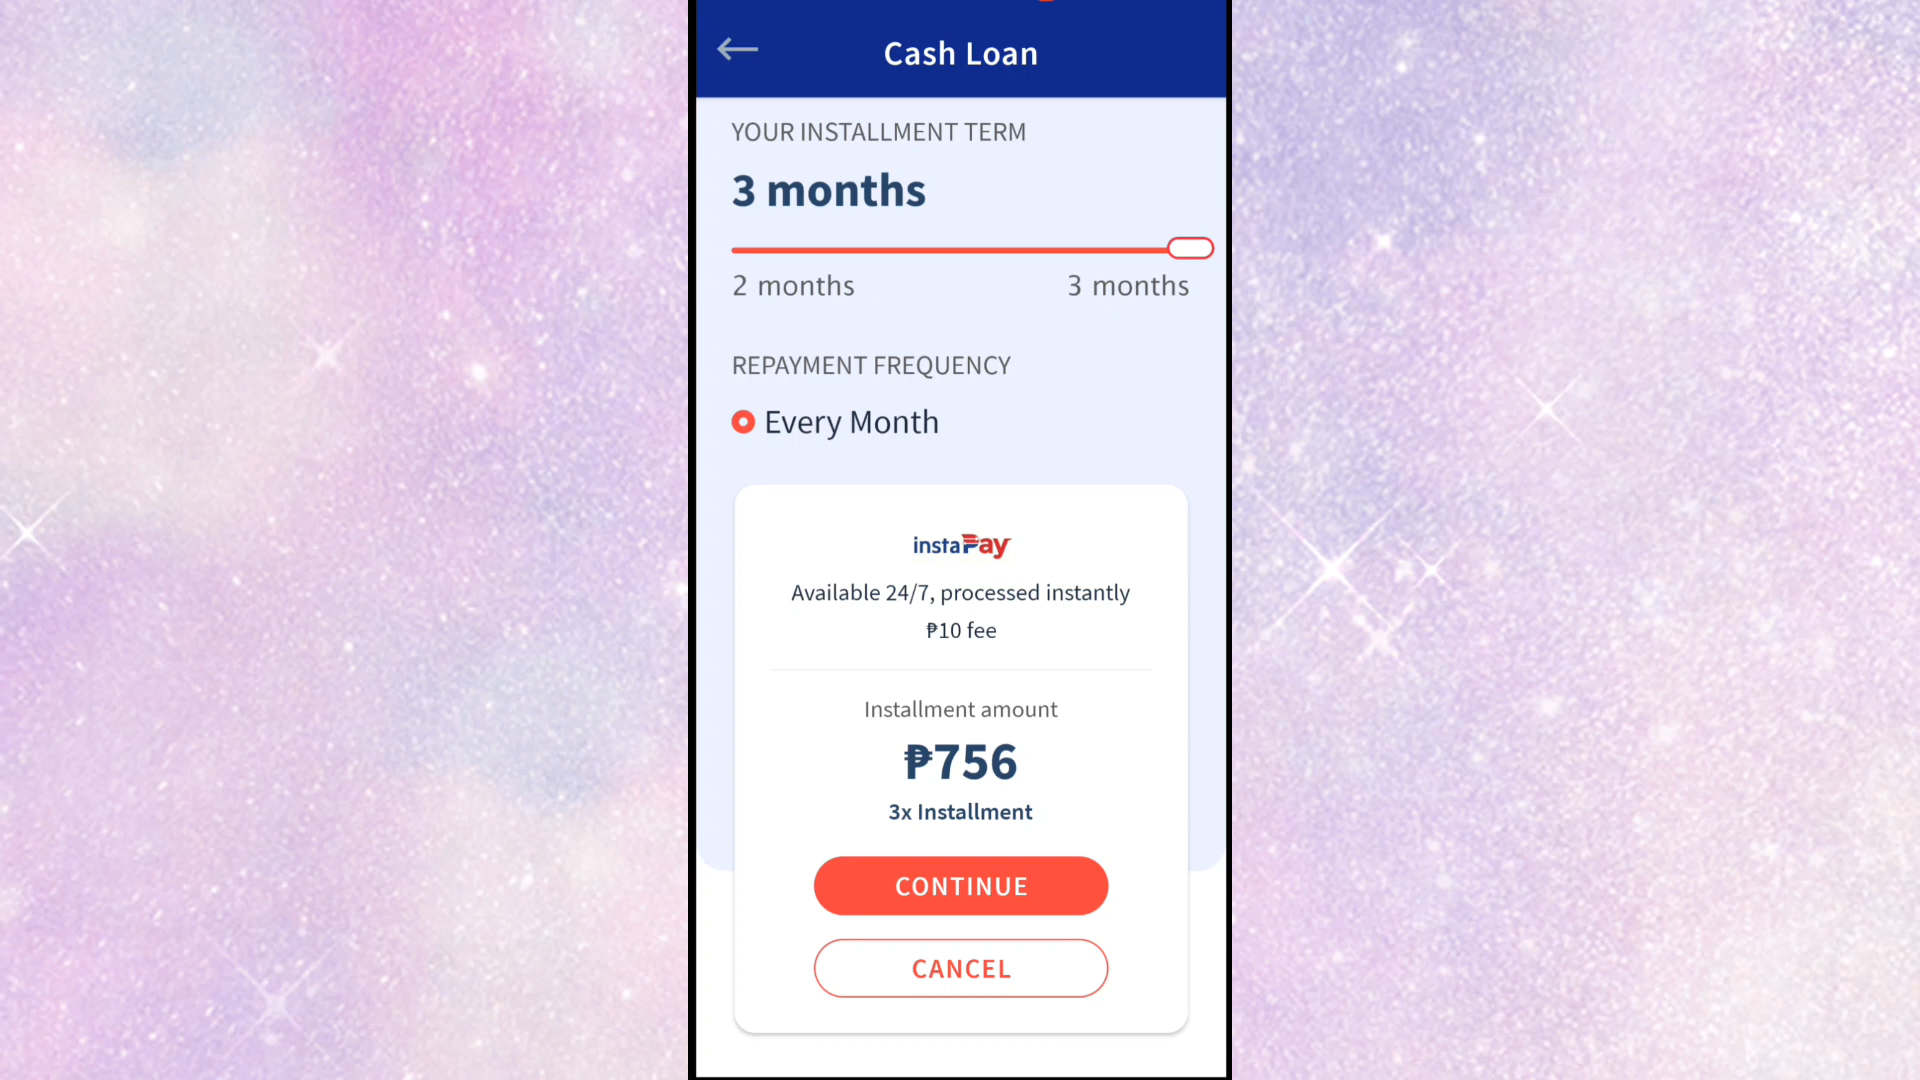 Cash Loan
YOUR INSTALLMENT TERM
3 months
2 months 3 months
REPAYMENT FREQUENCY
Every Month
instaPay
Available 24/7, processed instantly
₱10 fee
Installment amount
₱756
3x Installment
CONTINUE
CANCEL